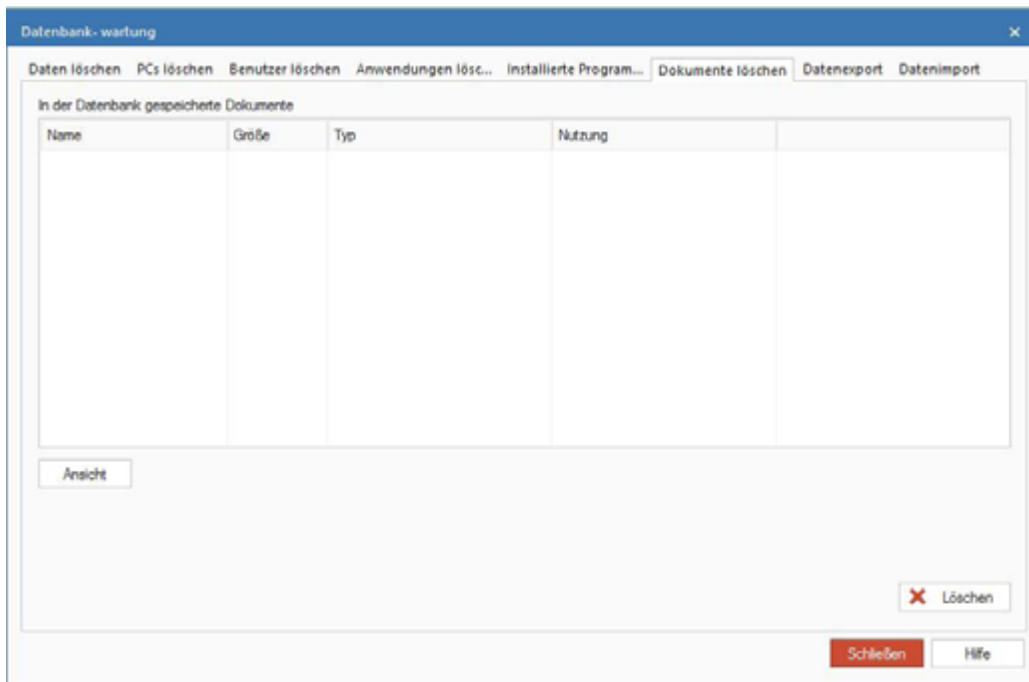 Datenbank- wartung
Daten löschen PCs löschen Benutzer löschen Anwendungen lösc... Installierte Program... Dokumente löschen Datenexport Datenimport
In der Datenbank gespeicherte Dokumente
Name Größe Typ Nutzung
Ansicht
Löschen
Schließen Hilfe